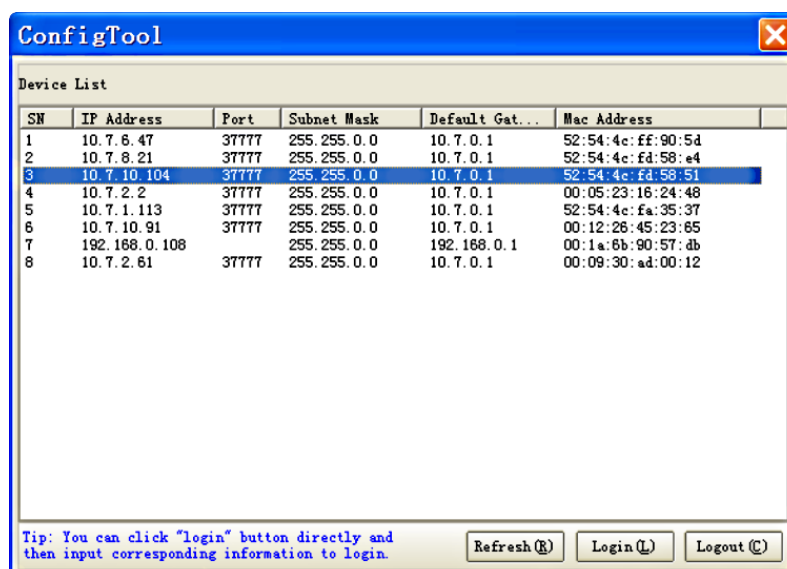 ConfigTool
Device List
SN IP Address Port Subnet Mask Default Gat... Mac Address
1 10.7.6.47 37777 255.255.0.0 10.7.0.1 52:54:4c:ff:90:5d
2 10.7.8.21 37777 255.255.0.0 10.7.0.1 52:54:4c:fd:58:e4
3 10.7.10.104 37777 255.255.0.0 10.7.0.1 52:54:4c:fd:58:51
4 10.7.2.2 37777 255.255.0.0 10.7.0.1 00:05:23:16:24:48
5 10.7.1.113 37777 255.255.0.0 10.7.0.1 52:54:4c:fa:35:37
6 10.7.10.91 37777 255.255.0.0 10.7.0.1 00:12:26:45:23:65
7 192.168.0.108 255.255.0.0 192.168.0.1 00:1a:6b:90:57:db
8 10.7.2.61 37777 255.255.0.0 10.7.0.1 00:09:30:ad:00:12
Tip: You can click "login" button directly and
then input corresponding information to login.
Refresh(R) Login(L) Logout(C)